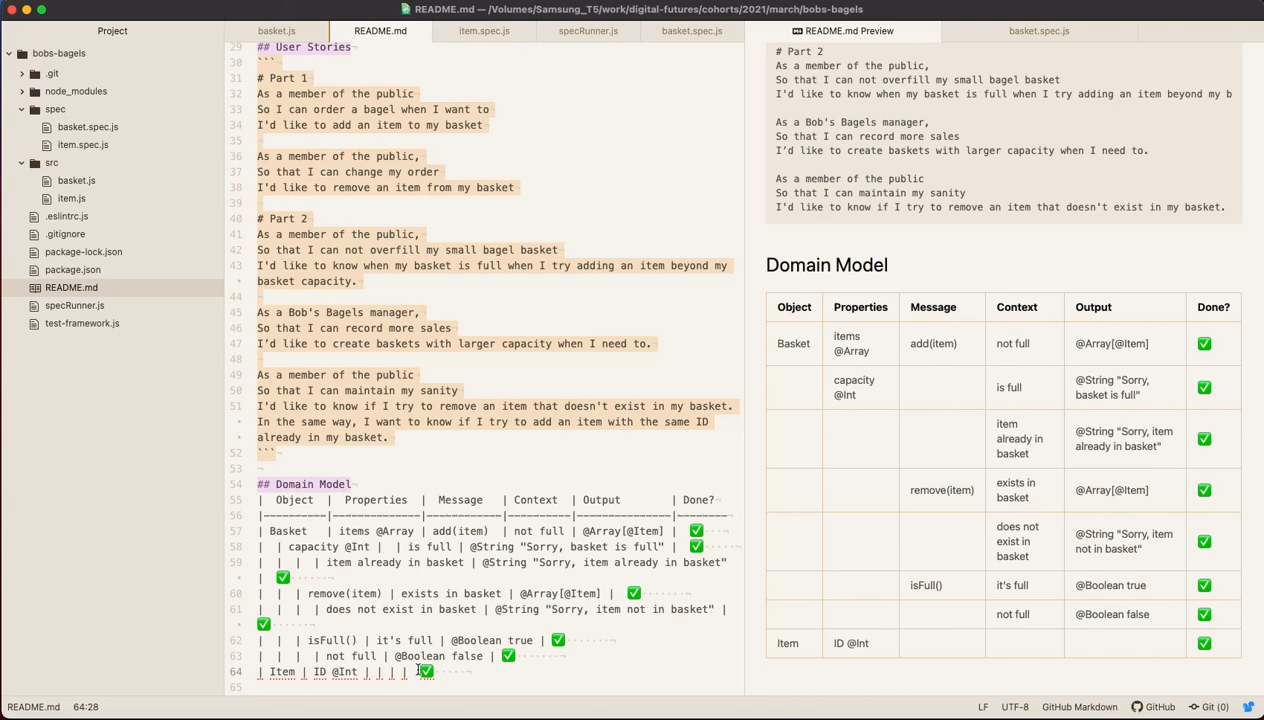 README.md — /Volumes/Samsung_T5/work/digital-futures/cohorts/2021/march/bobs-bagels
Project
basket.js
README.md
item.spec.js
specRunner.js
basket.spec.js
README.md Preview
basket.spec.js
bobs-bagels
.git
node_modules
spec
basket.spec.js
item.spec.js
src
basket.js
item.js
.eslintrc.js
.gitignore
package-lock.json
package.json
README.md
specRunner.js
test-framework.js
29 ## User Stories
30 ```
31 # Part 1
32 As a member of the public
33 So I can order a bagel when I want to
34 I'd like to add an item to my basket
35
36 As a member of the public,
37 So that I can change my order
38 I'd like to remove an item from my basket
39
40 # Part 2
41 As a member of the public,
42 So that I can not overfill my small bagel basket
43 I'd like to know when my basket is full when I try adding an item beyond my
• basket capacity.
44
45 As a Bob's Bagels manager,
46 So that I can record more sales
47 I’d like to create baskets with larger capacity when I need to.
48
49 As a member of the public
50 So that I can maintain my sanity
51 I'd like to know if I try to remove an item that doesn't exist in my basket.
• In the same way, I want to know if I try to add an item with the same ID
• already in my basket.
52 ```
53
54 ## Domain Model
55 | Object | Properties | Message | Context | Output | Done?
56 |----------|------------|------------|----------|---------------|--------
57 | Basket | items @Array | add(item) | not full | @Array[@Item] | ✅
58 | | capacity @Int | | is full | @String "Sorry, basket is full" | ✅
59 | | | | item already in basket | @String "Sorry, item already in basket"
• | ✅
60 | | | remove(item) | exists in basket | @Array[@Item] | ✅
61 | | | | does not exist in basket | @String "Sorry, item not in basket" |
• ✅
62 | | | isFull() | it's full | @Boolean true | ✅
63 | | | | not full | @Boolean false | ✅
64 | Item | ID @Int | | | | ✅
65
# Part 2
As a member of the public,
So that I can not overfill my small bagel basket
I'd like to know when my basket is full when I try adding an item beyond my b
As a Bob's Bagels manager,
So that I can record more sales
I’d like to create baskets with larger capacity when I need to.
As a member of the public
So that I can maintain my sanity
I'd like to know if I try to remove an item that doesn't exist in my basket.
Domain Model
Object Properties Message Context Output Done?
Basket items @Array add(item) not full @Array[@Item] ✅
capacity @Int is full @String "Sorry, basket is full" ✅
item already in basket @String "Sorry, item already in basket" ✅
remove(item) exists in basket @Array[@Item] ✅
does not exist in basket @String "Sorry, item not in basket" ✅
isFull() it's full @Boolean true ✅
not full @Boolean false ✅
Item ID @Int ✅
README.md 64:28
LF UTF-8 GitHub Markdown GitHub Git (0)